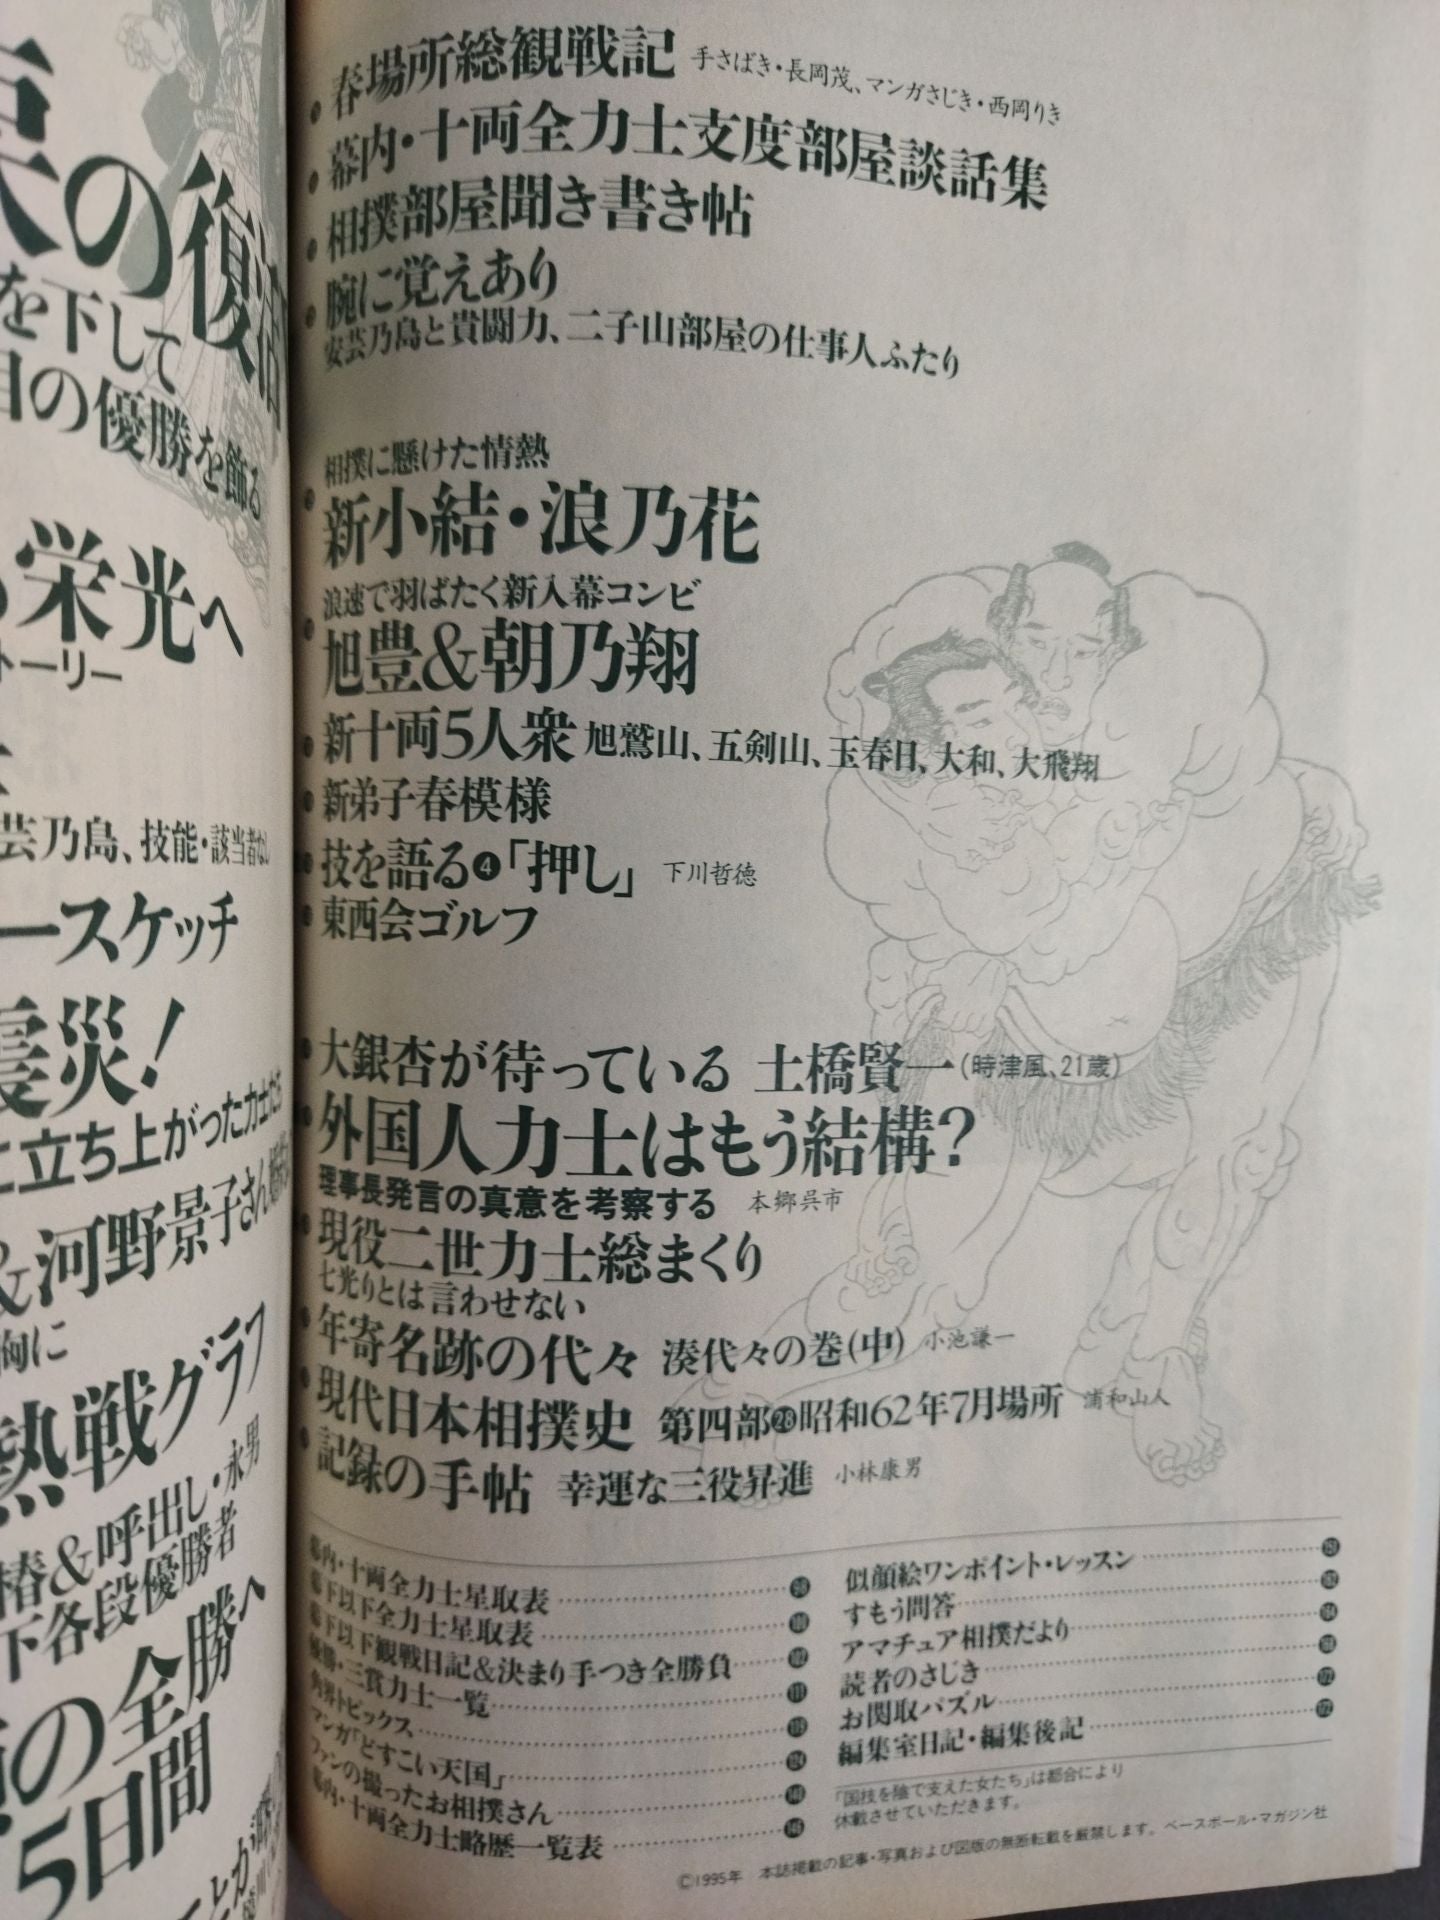 の復活
を下して
目の優勝を飾る
栄光へ
トーリー
芸乃島、技能・該当者なし
ースケッチ
震災!
に立ち上がった力士たち
&河野景子さん
胸に
熱戦グラフ
椿&呼出し・永男
下各段優勝者
の全勝へ
15日間
春場所総観戦記 手さばき・長岡茂、マンガさじき・西岡りき
幕内・十両全力士支度部屋談話集
相撲部屋聞き書き帖
腕に覚えあり
安芸乃島と貴闘力、二子山部屋の仕事人ふたり
相撲に懸けた情熱
新小結・浪乃花
浪速で羽ばたく新入幕コンビ
旭豊&朝乃翔
新十両5人衆 旭鷲山、五剣山、玉春日、大和、大飛翔
新弟子春模様
技を語る❹「押し」 下川哲徳
東西会ゴルフ
大銀杏が待っている 土橋賢一(時津風、21歳)
外国人力士はもう結構?
理事長発言の真意を考察する 本郷呉市
現役二世力士総まくり
七光りとは言わせない
年寄名跡の代々 湊代々の巻(中) 小池謙一
現代日本相撲史 第四部㉘昭和62年7月場所 浦和山人
記録の手帖 幸運な三役昇進 小林康男
幕内・十両全力士星取表
幕下以下全力士星取表
幕下以下観戦日記&決まり手つき全勝負
優勝・三賞力士一覧
角界トピックス
マンガ「どすこい天国」
ファンの撮ったお相撲さん
幕内・十両全力士略歴一覧表
似顔絵ワンポイント・レッスン
すもう問答
アマチュア相撲だより
読者のさじき
お関取パズル
編集室日記・編集後記
「国技を陰で支えた女たち」は都合により
休載させていただきます。
©1995年 本誌掲載の記事・写真および図版の無断転載を厳禁します。ベースボール・マガジン社